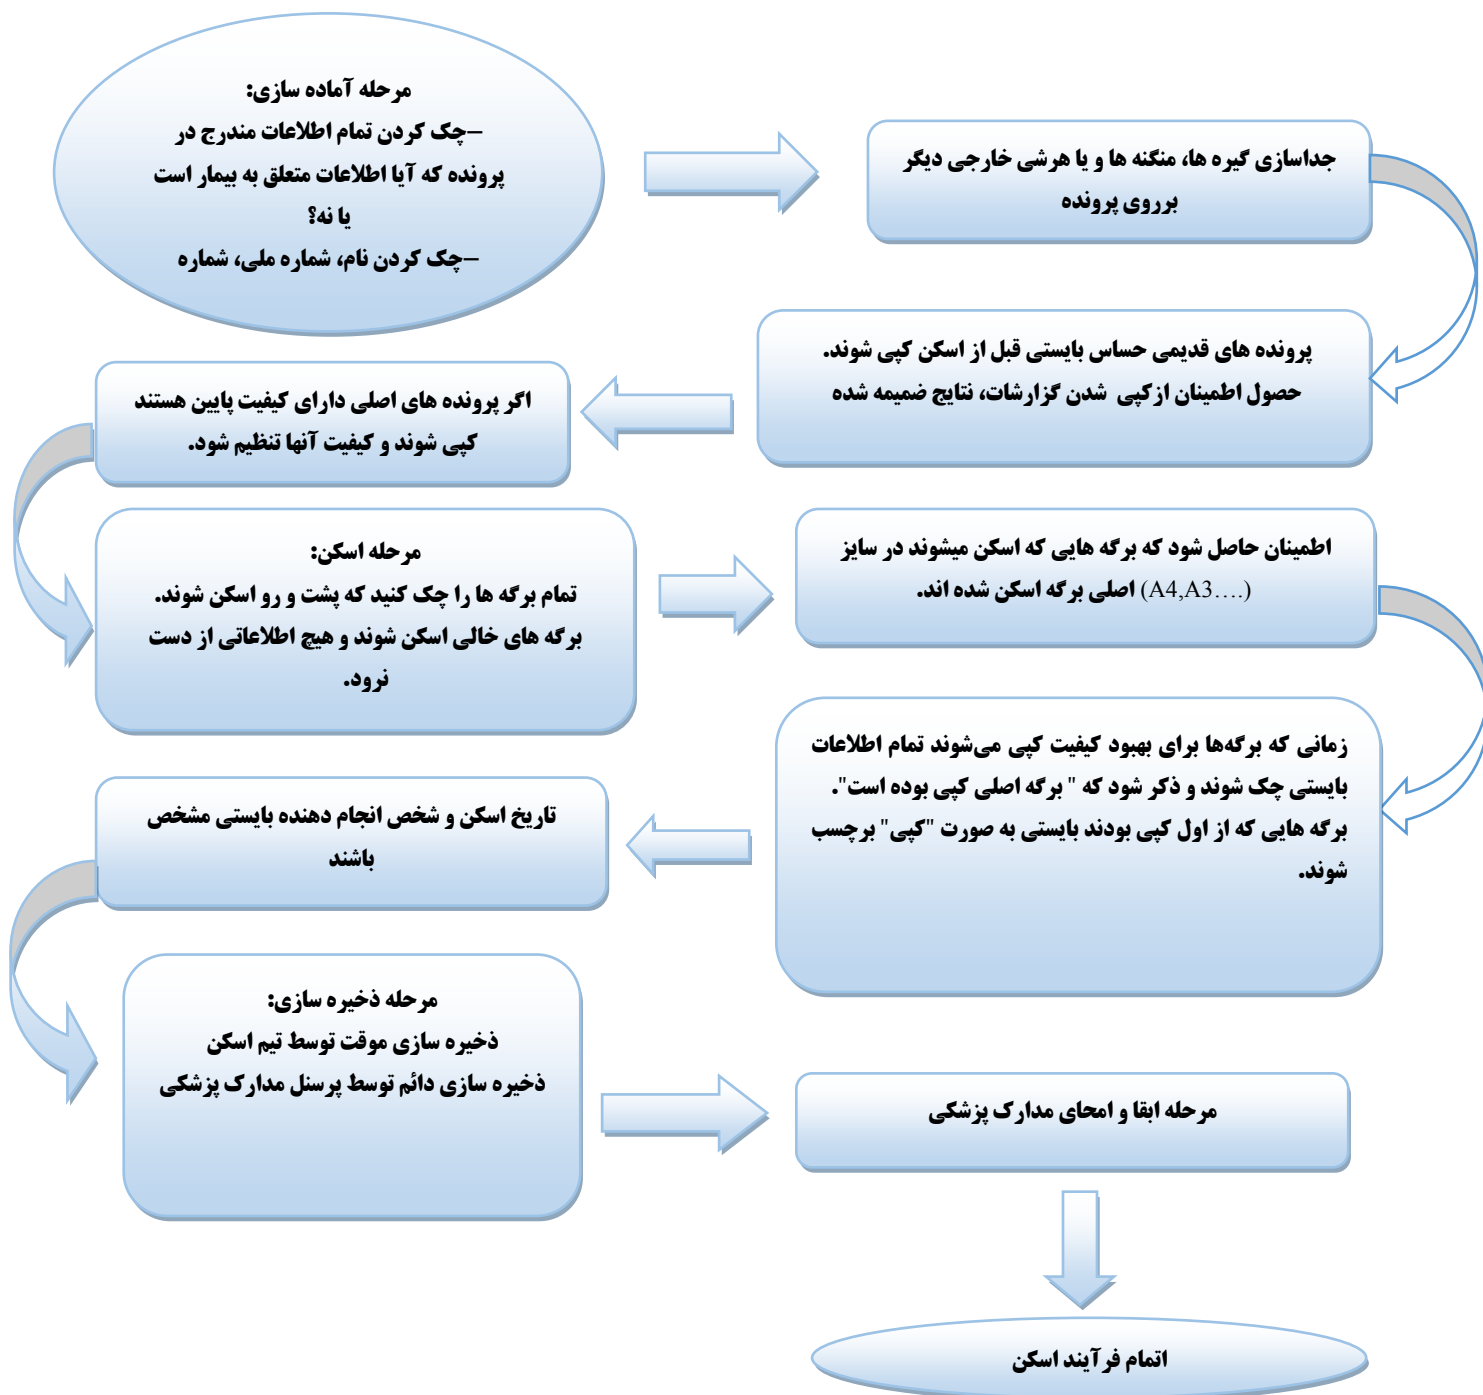 مرحله آماده سازی:
–چک کردن تمام اطلاعات مندرج در
پرونده که آیا اطلاعات متعلق به بیمار است
یا نه؟
–چک کردن نام، شماره ملی، شماره
جداسازی گیره ها، منگنه ها و یا هرشی خارجی دیگر
برروی پرونده
پرونده های قدیمی حساس بایستی قبل از اسکن کپی شوند.
حصول اطمینان ازکپی شدن گزارشات، نتایج ضمیمه شده
اگر پرونده های اصلی دارای کیفیت پایین هستند
کپی شوند و کیفیت آنها تنظیم شود.
مرحله اسکن:
تمام برگه ها را چک کنید که پشت و رو اسکن شوند.
برگه های خالی اسکن شوند و هیچ اطلاعاتی از دست
نرود.
اطمینان حاصل شود که برگه هایی که اسکن میشوند در سایز
اصلی برگه اسکن شده اند. (A4,A3….)
زمانی که برگه‌ها برای بهبود کیفیت کپی می‌شوند تمام اطلاعات
بایستی چک شوند و ذکر شود که " برگه اصلی کپی بوده است".
برگه هایی که از اول کپی بودند بایستی به صورت "کپی" برچسب
شوند.
تاریخ اسکن و شخص انجام دهنده بایستی مشخص
باشند
مرحله ذخیره سازی:
ذخیره سازی موقت توسط تیم اسکن
ذخیره سازی دائم توسط پرسنل مدارک پزشکی
مرحله ابقا و امحای مدارک پزشکی
اتمام فرآیند اسکن